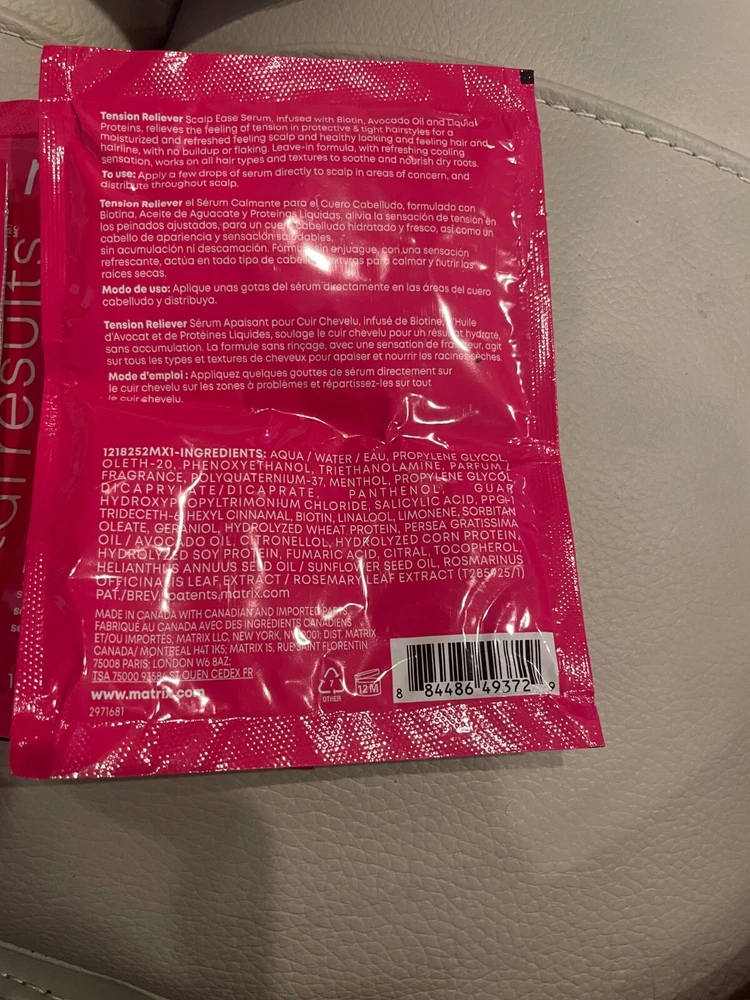 Tension Reliever Scalp Ease Serum, infused with Biotin, Avocado Oil and Liquid
Proteins, relieves the feeling of tension in protective & tight hairstyles for a
moisturized and refreshed feeling scalp and healthy looking and feeling hair and
hairline, with no buildup or flaking. Leave-in formula, with refreshing cooling
sensation, works on all hair types and textures to soothe and nourish dry roots.
To use: Apply a few drops of serum directly to scalp in areas of concern, and
distribute throughout scalp.
Tension Reliever el Sérum Calmante para el Cuero Cabelludo, formulado con
Biotina, Aceite de Aguacate y Proteínas Líquidas, alivia la sensación de tensión en
los peinados ajustados, para un cuero cabelludo hidratado y fresco, así como un
cabello de apariencia y sensación saludables,
sin acumulación ni descamación. Fórmula sin enjuague, con una sensación
refrescante, actúa en todo tipo de cabello texturas para calmar y nutrir las
raíces secas.
Modo de uso: Aplique unas gotas del sérum directamente en las áreas del cuero
cabelludo y distribuya.
Tension Reliever Sérum Apaisant pour Cuir Chevelu, infusé de Biotine, d'Huile
d'Avocat et de Protéines Liquides, soulage le cuir chevelu pour un résultat hydraté,
sans accumulation. La formule sans rinçage, avec une sensation de fraîcheur, agit
sur tous les types et textures de cheveux pour apaiser et nourrir les racines sèches.
Mode d'emploi : Appliquez quelques gouttes de sérum directement sur
le cuir chevelu sur les zones à problèmes et répartissez-les sur tout
le cuir chevelu.
1218252MX1-INGREDIENTS: AQUA / WATER / EAU, PROPYLENE GLYCOL,
OLETH-20, PHENOXYETHANOL, TRIETHANOLAMINE, PARFUM /
FRAGRANCE, POLYQUATERNIUM-37, MENTHOL, PROPYLENE GLYCOL
DICAPRYLATE/DICAPRATE, PANTHENOL, GUAR
HYDROXYPROPYLTRIMONIUM CHLORIDE, SALICYLIC ACID, PPG-1
TRIDECETH-6, HEXYL CINNAMAL, BIOTIN, LINALOOL, LIMONENE, SORBITAN
OLEATE, GERANIOL, HYDROLYZED WHEAT PROTEIN, PERSEA GRATISSIMA
OIL / AVOCADO OIL, CITRONELLOL, HYDROLYZED CORN PROTEIN,
HYDROLYZED SOY PROTEIN, FUMARIC ACID, CITRAL, TOCOPHEROL,
HELIANTHUS ANNUUS SEED OIL / SUNFLOWER SEED OIL, ROSMARINUS
OFFICINALIS LEAF EXTRACT / ROSEMARY LEAF EXTRACT (T285925/1)
PAT./BREV. patents.matrix.com
MADE IN CANADA WITH CANADIAN AND IMPORTED PARTS
FABRIQUÉ AU CANADA AVEC DES INGRÉDIENTS CANADIENS
ET/OU IMPORTÉS; MATRIX LLC, NEW YORK, NY 10001; DIST. MATRIX
CANADA/ MONTREAL H4T 1K5; MATRIX 15, RUE SAINT FLORENTIN
75008 PARIS; LONDON W6 8AZ;
TSA 75000 93584 ST OUEN CEDEX FR
www.matrix.com
2971681
OTHER
12M
8 84486 49372 9
results